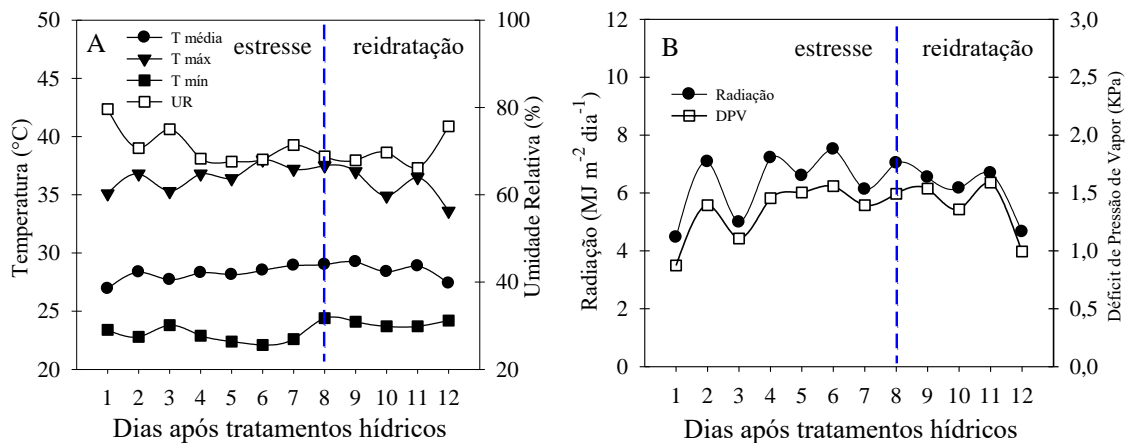 A
estresse
reidratação
T média
T máx
T mín
UR
50
45
40
35
30
25
20
Temperatura (°C)
100
80
60
40
20
Umidade Relativa (%)
1 2 3 4 5 6 7 8 9 10 11 12
Dias após tratamentos hídricos
B
estresse
reidratação
Radiação
DPV
12
10
8
6
4
2
0
Radiação (MJ m⁻² dia⁻¹)
3,0
2,5
2,0
1,5
1,0
0,5
0,0
Déficit de Pressão de Vapor (KPa)
1 2 3 4 5 6 7 8 9 10 11 12
Dias após tratamentos hídricos